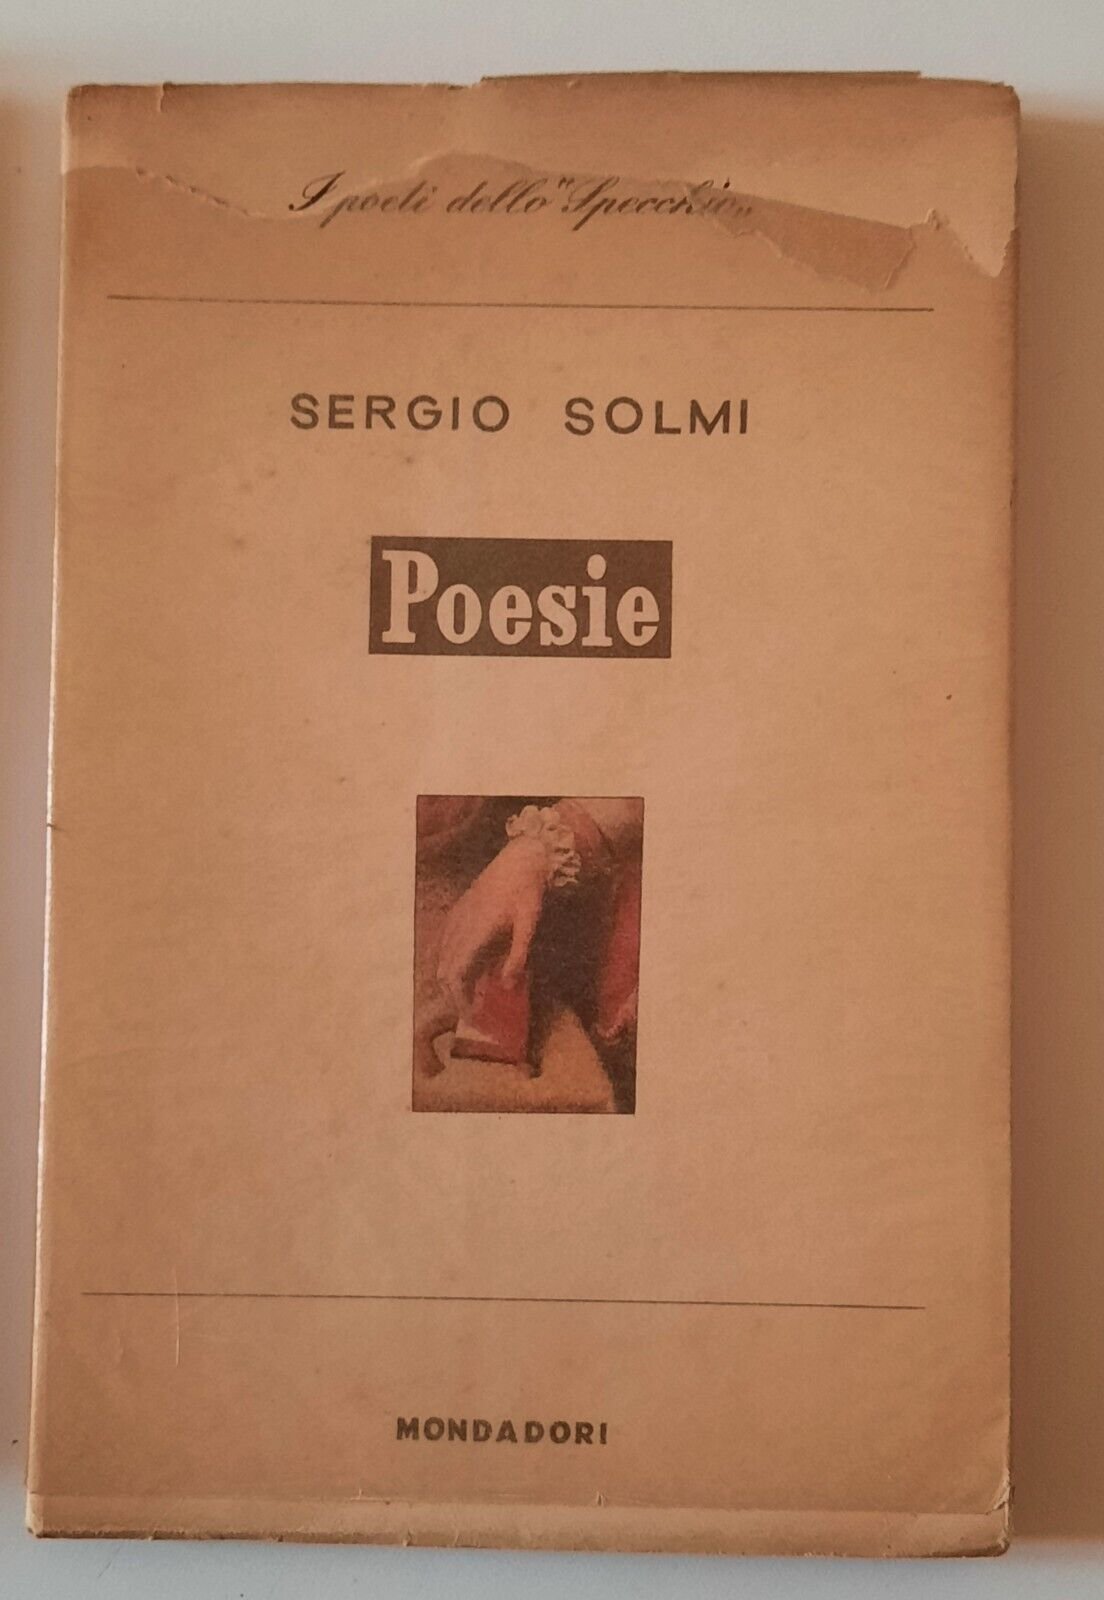 I poeti dello "Specchio„
SERGIO SOLMI
Poesie
MONDADORI